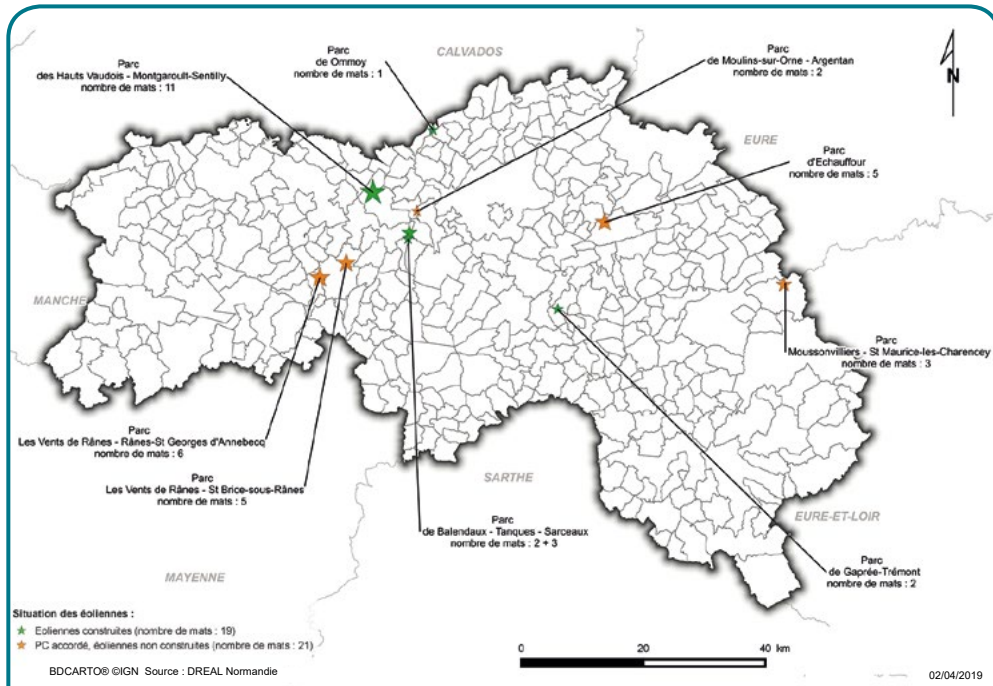 CALVADOS
Parc
des Hauts Vaudois - Montgaroult-Sentilly
nombre de mats : 11
Parc
de Ommoy
nombre de mats : 1
Parc
de Moulins-sur-Orne - Argentan
nombre de mats : 2
N
EURE
Parc
d'Echauffour
nombre de mats : 5
MANCHE
Parc
Moussonvilliers - St Maurice-les-Charencey
nombre de mats : 3
Parc
Les Vents de Rânes - Rânes-St Georges d'Annebecq
nombre de mats : 6
Parc
Les Vents de Rânes - St Brice-sous-Rânes
nombre de mats : 5
SARTHE
Parc
de Balendaux - Tanques - Sarceaux
nombre de mats : 2 + 3
EURE-ET-LOIR
Parc
de Gaprée-Trémont
nombre de mats : 2
MAYENNE
Situation des éoliennes :
Eoliennes construites (nombre de mats : 19)
PC accordé, éoliennes non construites (nombre de mats : 21)
0 20 40 km
BDCARTO® ©IGN Source : DREAL Normandie
02/04/2019